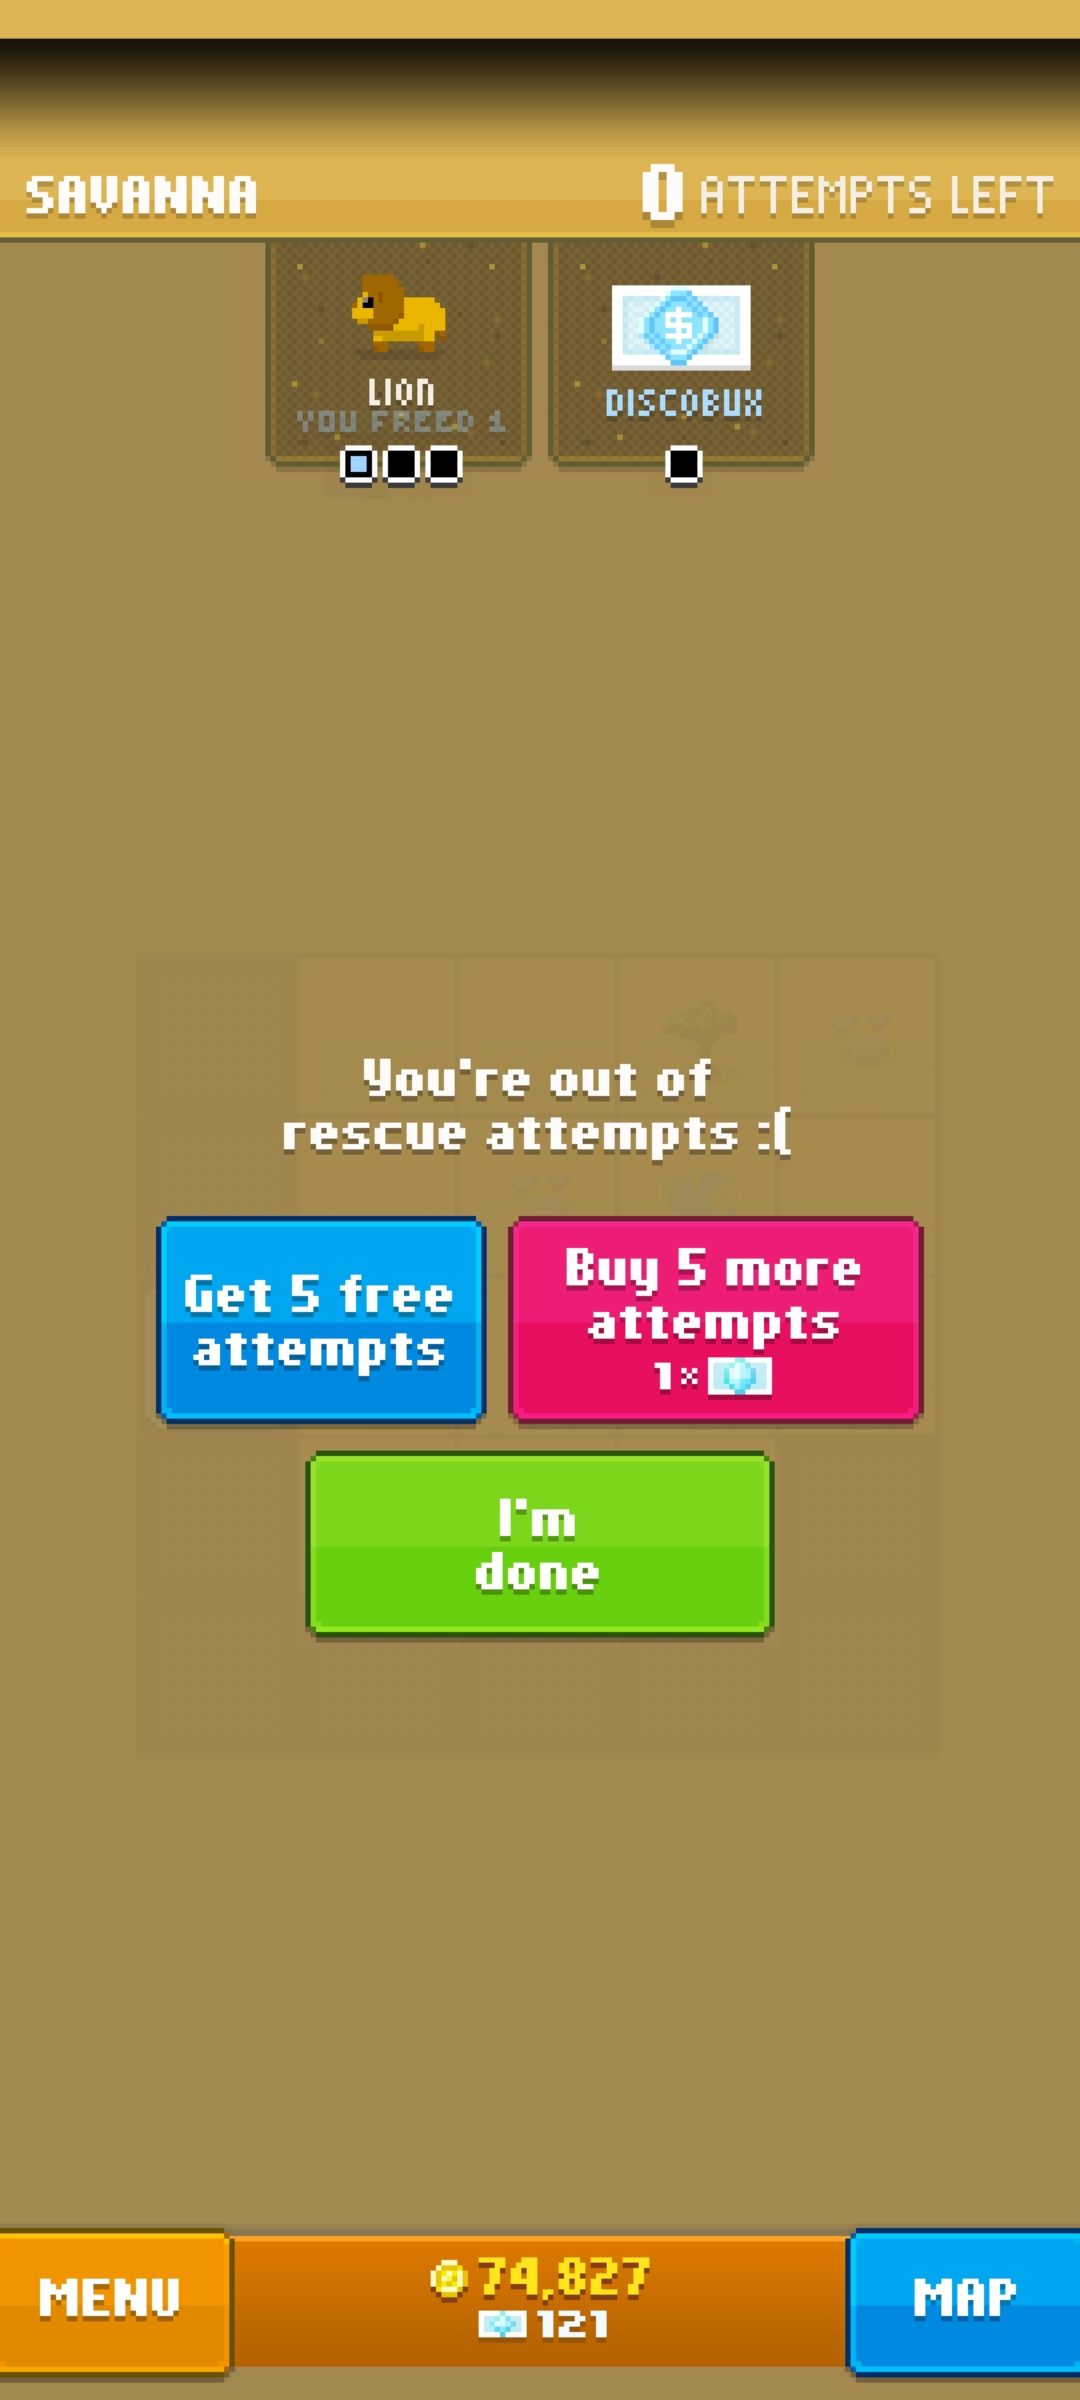 SAVANNA
0 ATTEMPTS LEFT
LION
YOU FREED 1
$
DISCOBUX
You're out of
rescue attempts :(
Get 5 free
attempts
Buy 5 more
attempts
1×
I'm
done
MENU
74,827
121
MAP